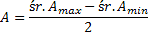 A = (śr. A_max − śr. A_min) / 2